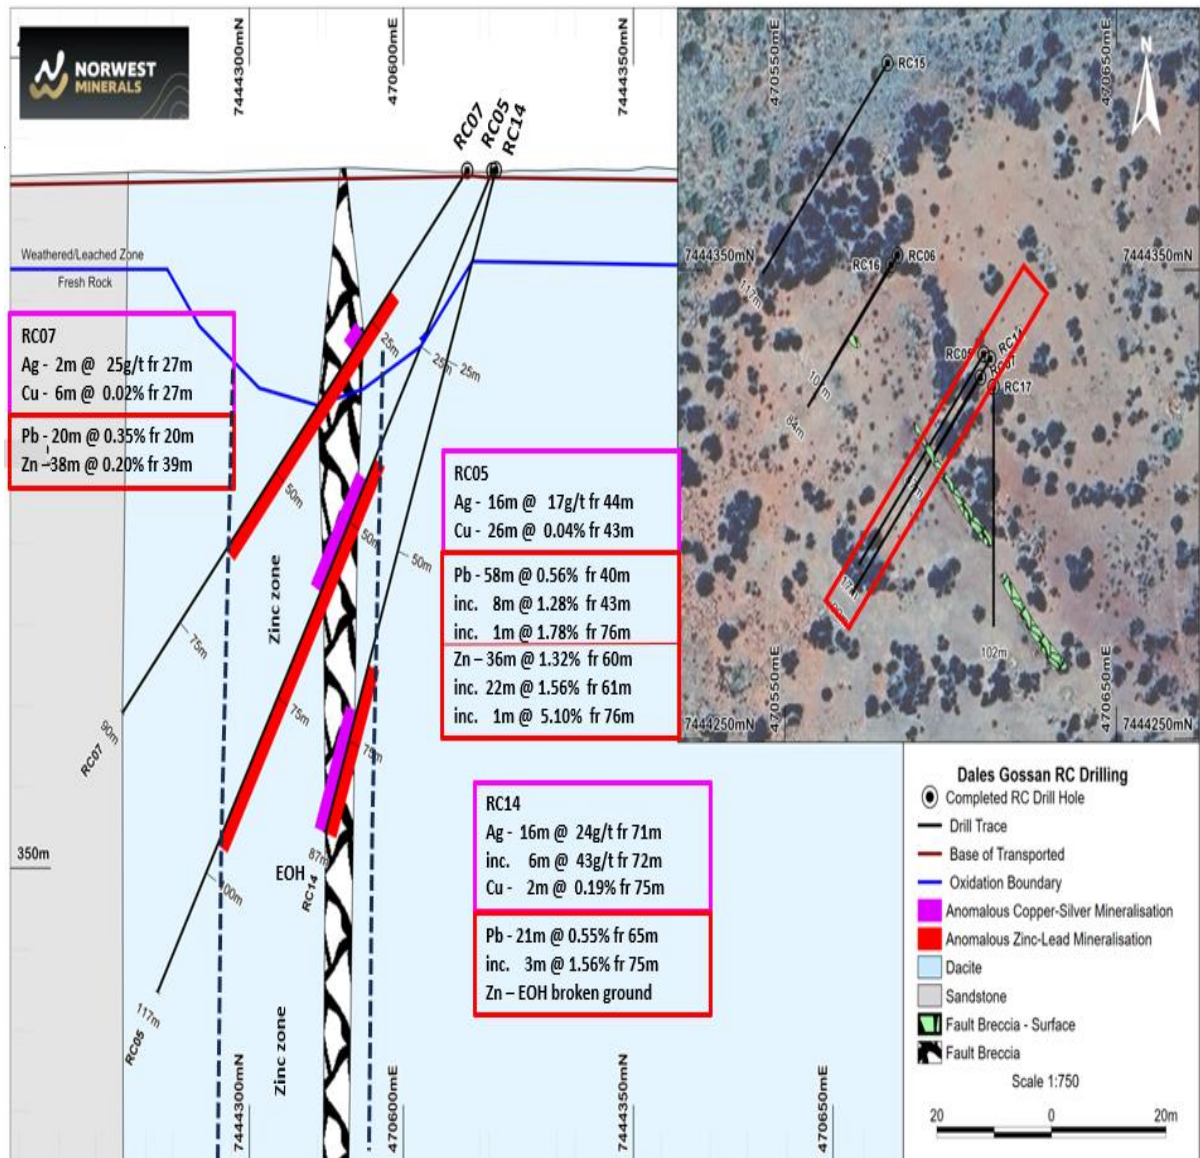 NORWEST
MINERALS
7444300mN
470600mE
7444350mN
RC07
RC05
RC14
Weathered/Leached Zone
Fresh Rock
RC07
Ag - 2m @ 25g/t fr 27m
Cu - 6m @ 0.02% fr 27m
Pb - 20m @ 0.35% fr 20m
Zn –38m @ 0.20% fr 39m
25m
25m
25m
50m
50m
50m
75m
75m
75m
90m
RC07
87m
EOH
RC14
100m
117m
RC05
Zinc zone
Zinc zone
350m
RC05
Ag - 16m @ 17g/t fr 44m
Cu - 26m @ 0.04% fr 43m
Pb - 58m @ 0.56% fr 40m
inc. 8m @ 1.28% fr 43m
inc. 1m @ 1.78% fr 76m
Zn – 36m @ 1.32% fr 60m
inc. 22m @ 1.56% fr 61m
inc. 1m @ 5.10% fr 76m
RC14
Ag - 16m @ 24g/t fr 71m
inc. 6m @ 43g/t fr 72m
Cu - 2m @ 0.19% fr 75m
Pb - 21m @ 0.55% fr 65m
inc. 3m @ 1.56% fr 75m
Zn – EOH broken ground
7444300mN
470600mE
7444350mN
470650mE
470550mE
470650mE
N
RC15
7444350mN
7444350mN
RC16
RC06
117m
84m
RC14
RC17
102m
470550mE
470650mE
7444250mN
7444250mN
Dales Gossan RC Drilling
Completed RC Drill Hole
Drill Trace
Base of Transported
Oxidation Boundary
Anomalous Copper-Silver Mineralisation
Anomalous Zinc-Lead Mineralisation
Dacite
Sandstone
Fault Breccia - Surface
Fault Breccia
Scale 1:750
20
0
20m